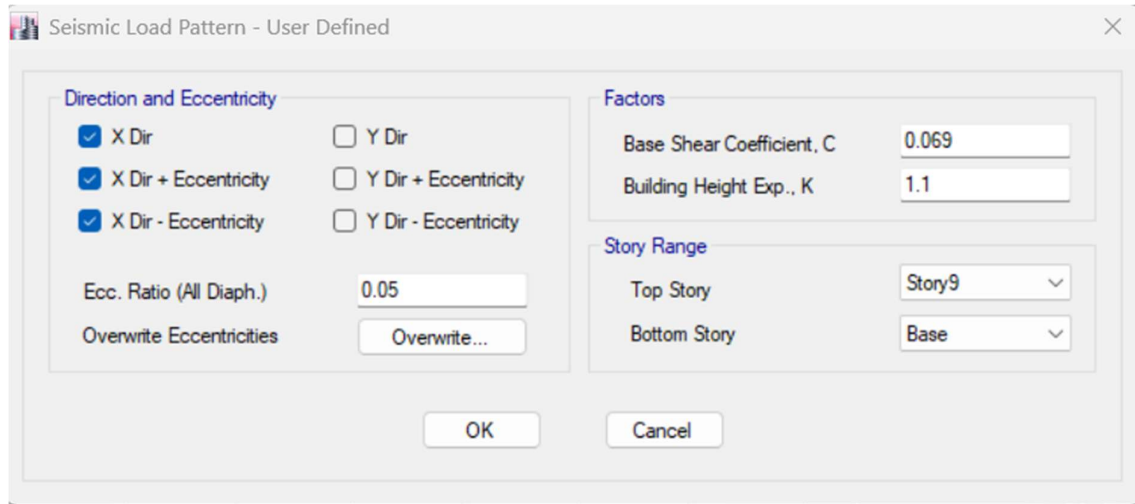 Seismic Load Pattern - User Defined
Direction and Eccentricity
X Dir
Y Dir
X Dir + Eccentricity
Y Dir + Eccentricity
X Dir - Eccentricity
Y Dir - Eccentricity
Ecc. Ratio (All Diaph.)
0.05
Overwrite Eccentricities
Overwrite...
Factors
Base Shear Coefficient, C
0.069
Building Height Exp., K
1.1
Story Range
Top Story
Story9
Bottom Story
Base
OK
Cancel